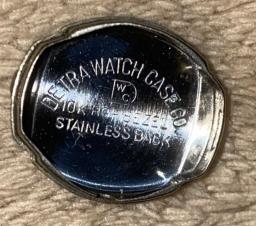 DETRA WATCH CASE CO.
W C
10K R.G.P. BEZEL
STAINLESS BACK